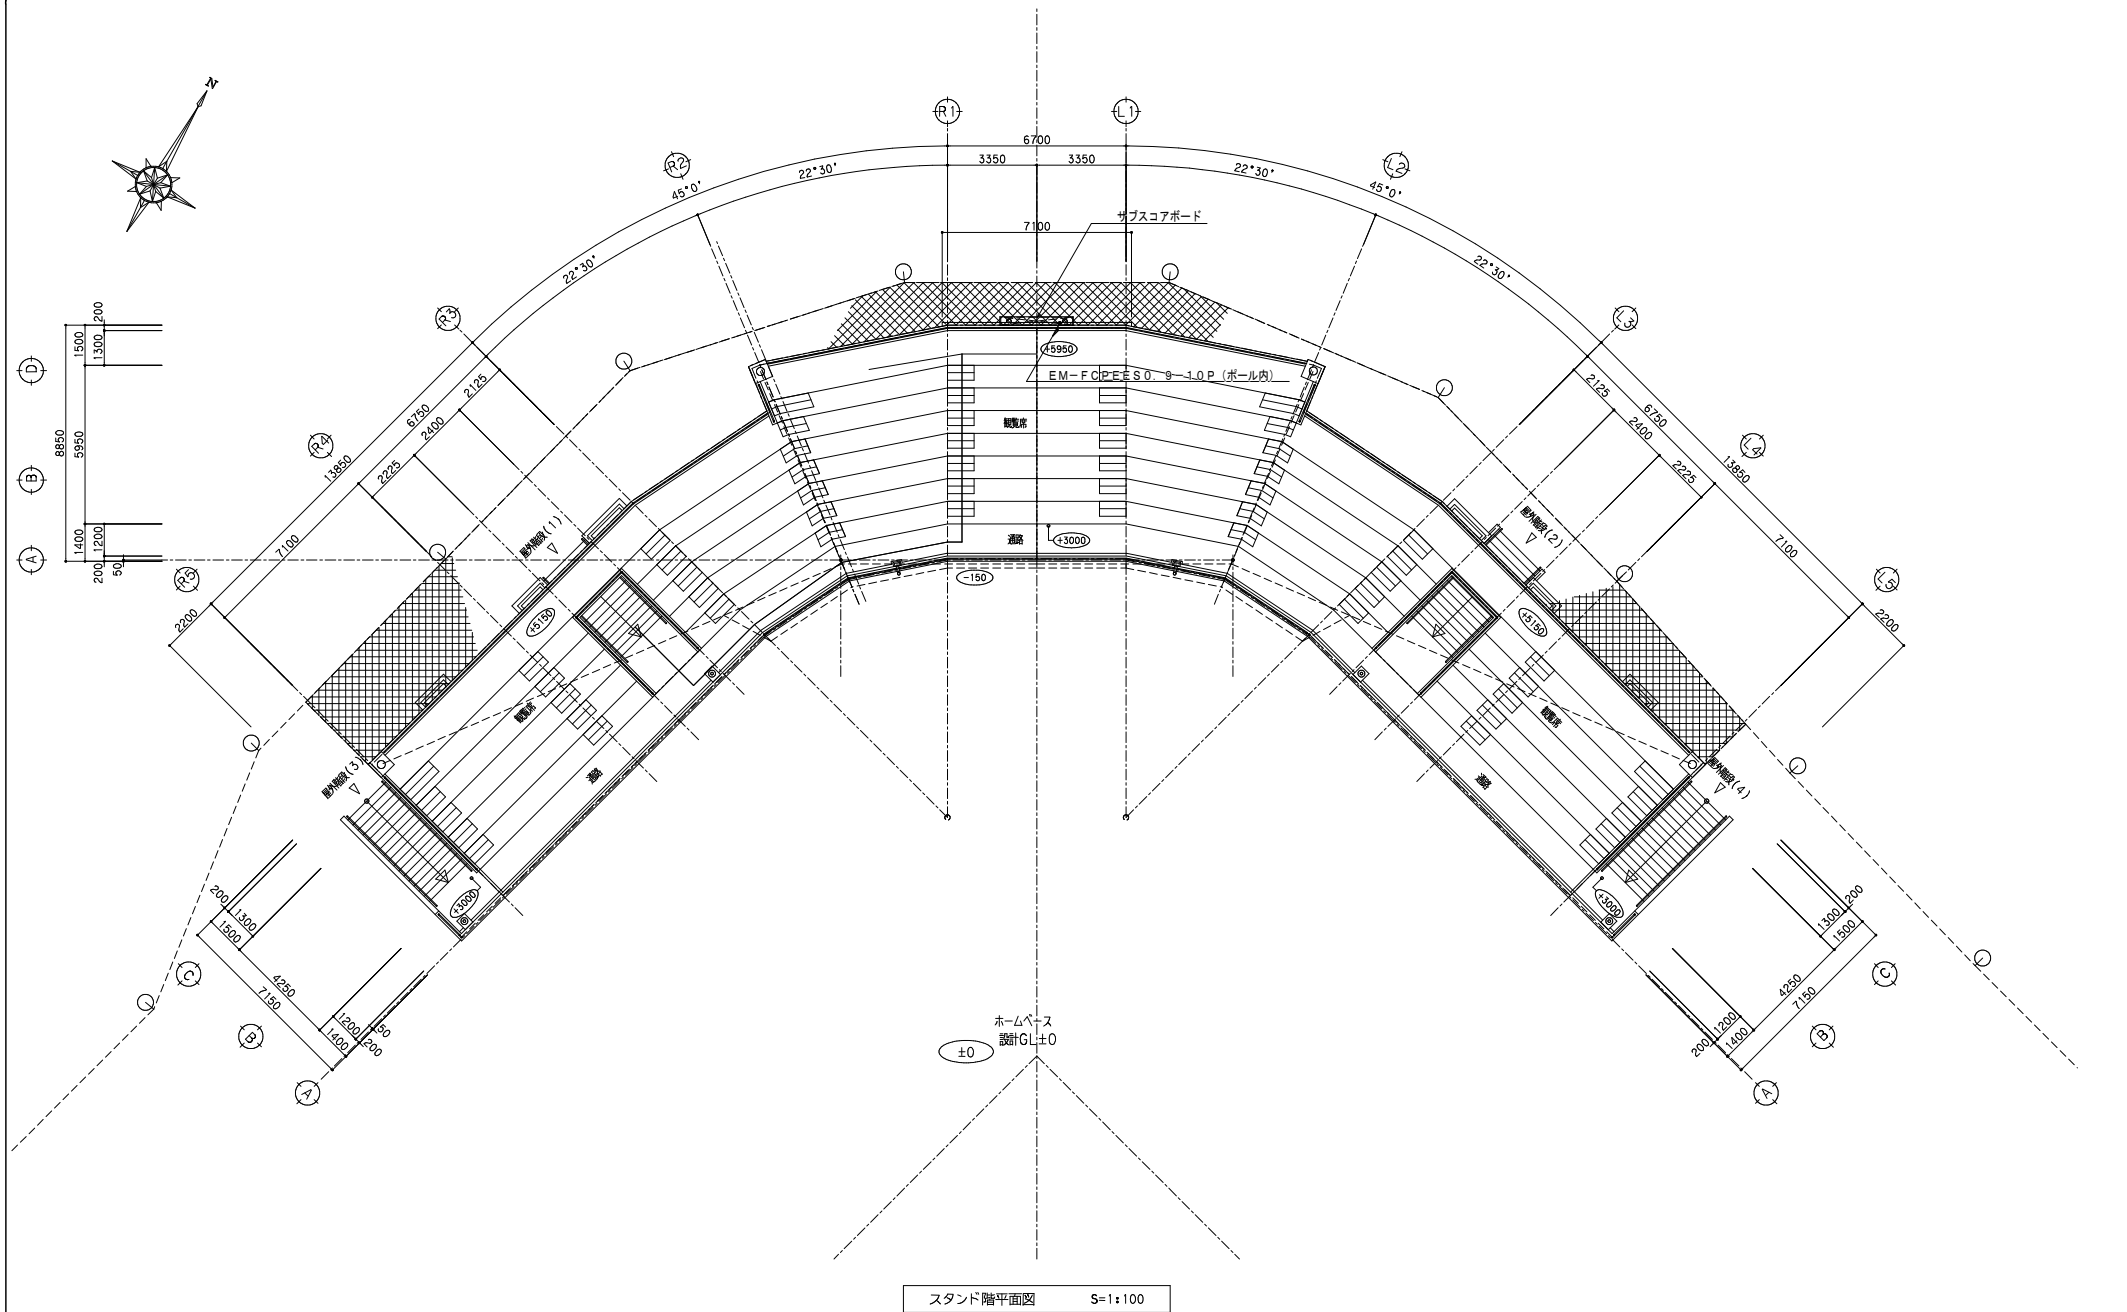 N
R1
L1
6700
3350
3350
R2
L2
22°30'
22°30'
45°0'
45°0'
サブスコアボード
7100
22°30'
22°30'
R3
L3
200
1500
1300
D
+5950
EM-FCPEES0.9-10P (ポール内)
2125
2125
6750
6750
2400
2400
観覧席
R4
L4
8850
5950
13850
13850
2225
2225
B
屋外階段(1)
屋外階段(2)
7100
7100
1400
1200
通路
+3000
A
200
50
R5
L5
-150
2200
2200
+5150
+5150
観覧席
観覧席
通路
通路
屋外階段(3)
屋外階段(4)
+3000
+3000
200
1300
1500
200
1300
1500
C
C
4250
7150
4250
7150
B
B
1200
50
1400
200
1200
200
1400
ホームベース
設計GL±0
±0
A
A
スタンド階平面図 S=1:100